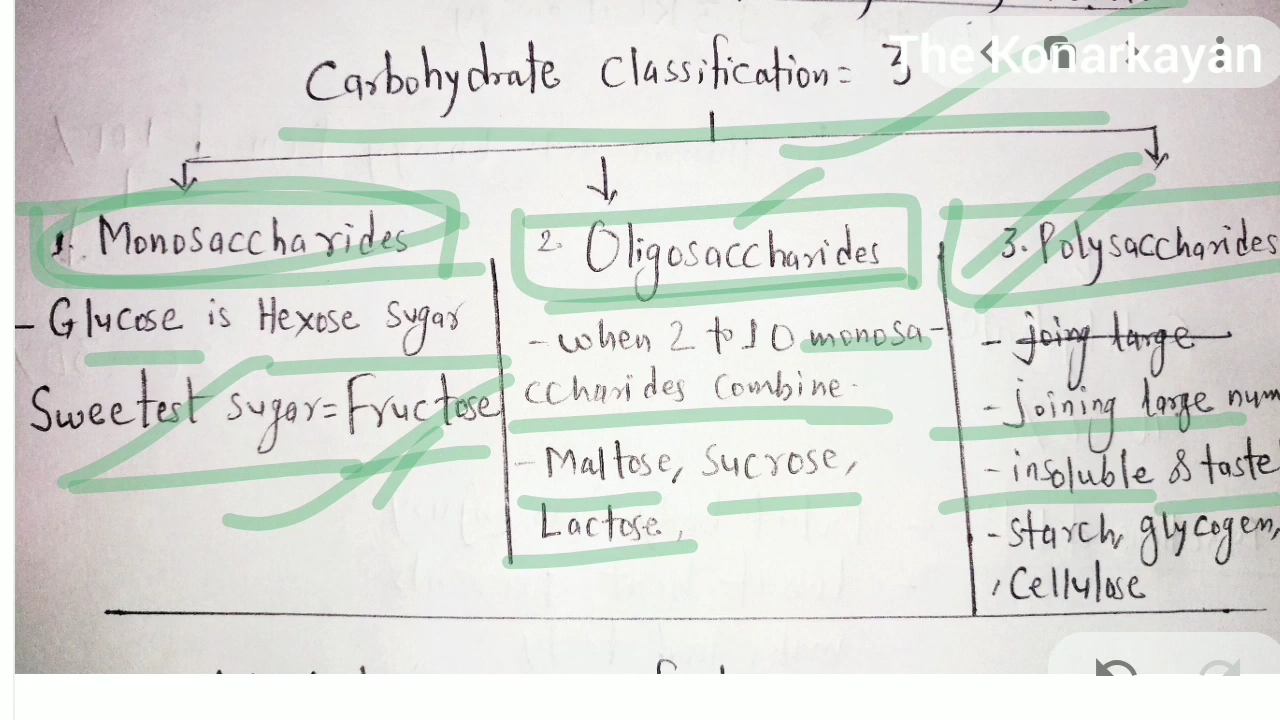 The Konarkayan
Carbohydrate Classification = 3
1. Monosaccharides
- Glucose is Hexose sugar
Sweetest sugar = Fructose
2. Oligosaccharides
- when 2 to 10 monosa-
ccharides combine.
- Maltose, Sucrose,
Lactose,
3. Polysaccharides
- joing large
- joining large num
- insoluble & taste
- starch, glycogen,
, Cellulose